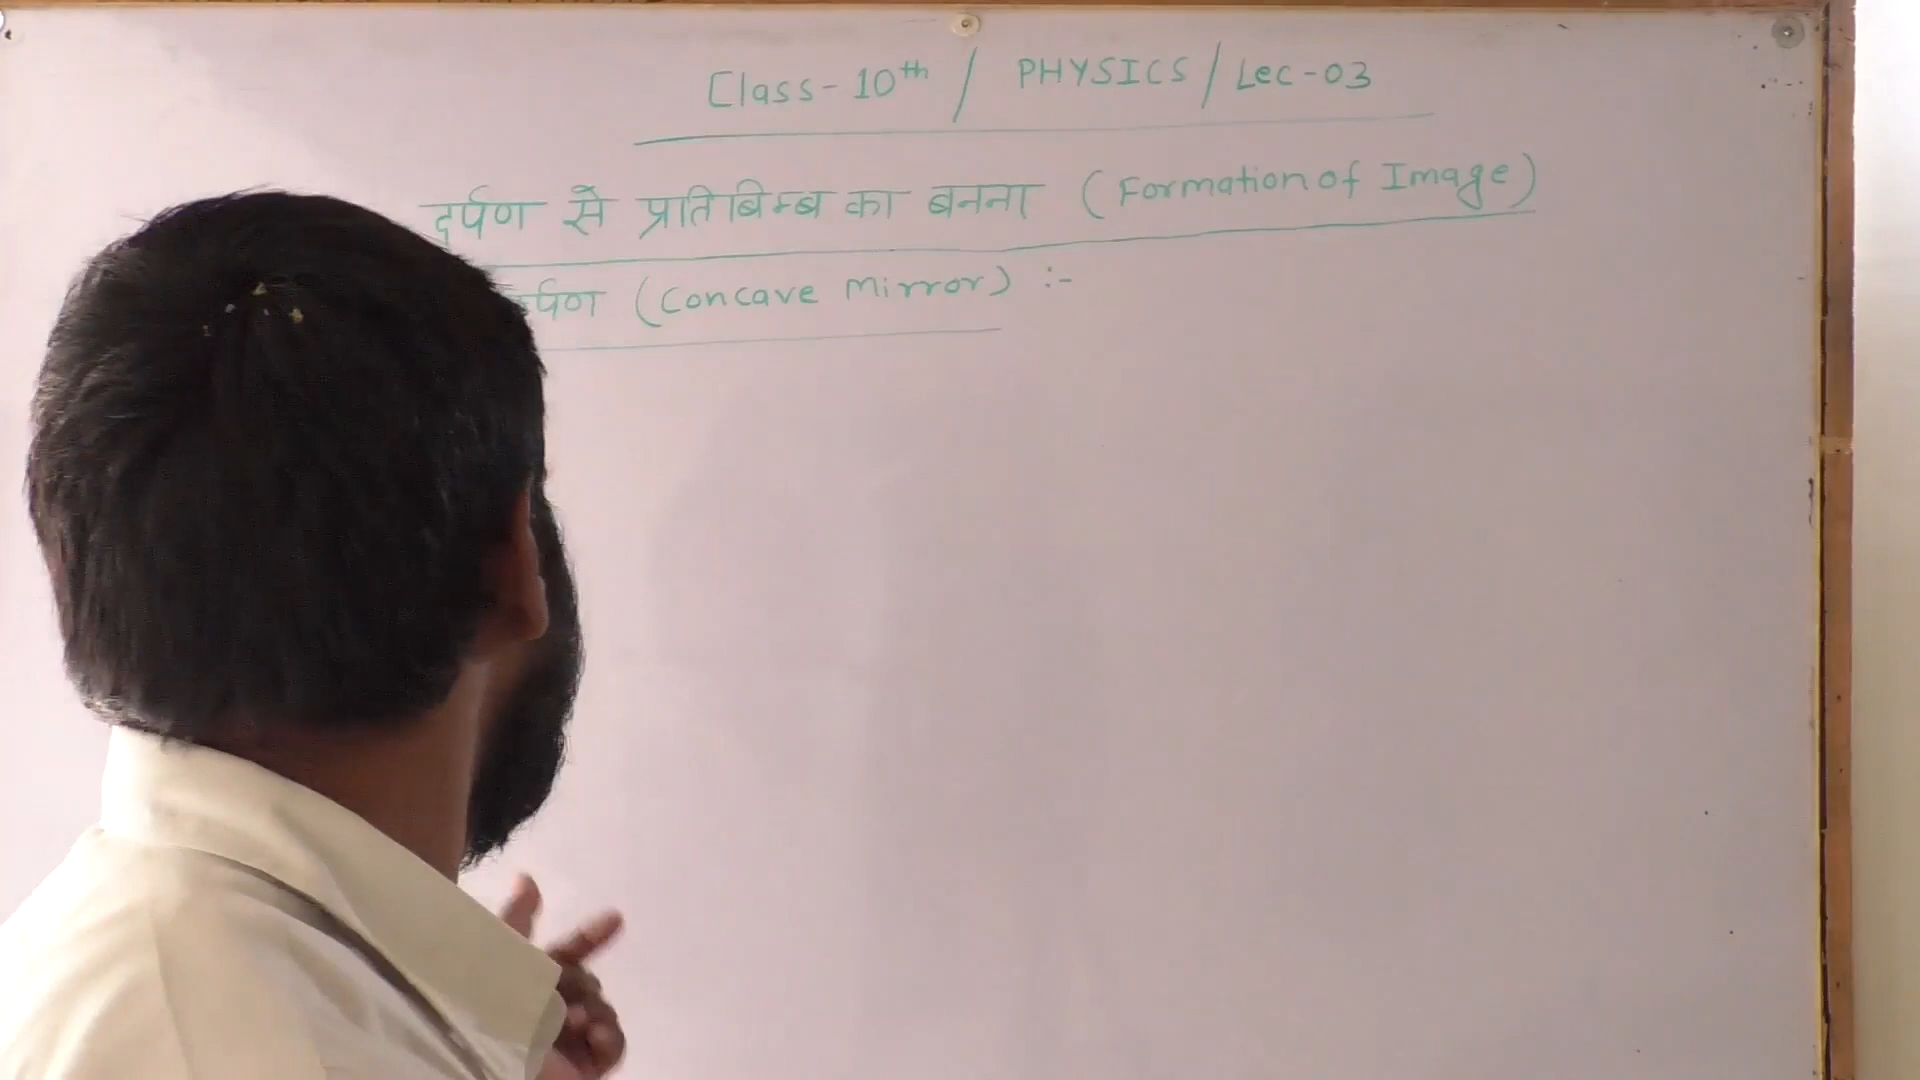 Class-10th / PHYSICS / Lec-03
दर्पण से प्रतिबिम्ब का बनना (Formation of Image)
(Concave Mirror) :-